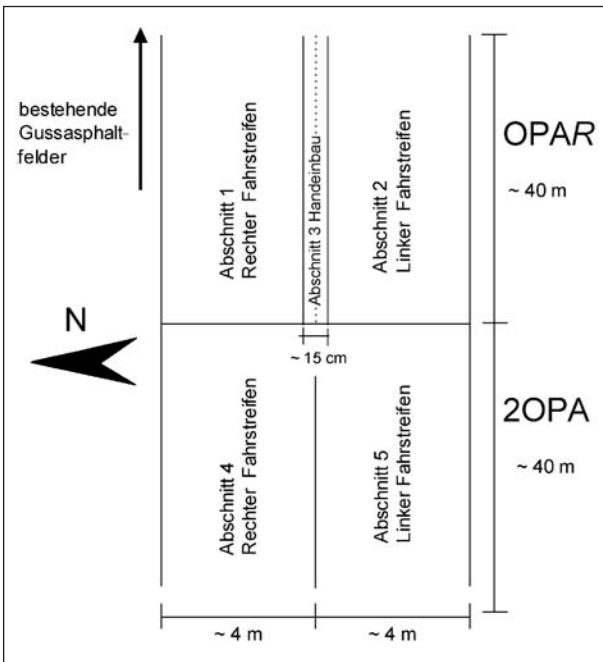 bestehende
Gussasphalt-
felder
Abschnitt 1
Rechter Fahrstreifen
Abschnitt 3 Handeinbau
Abschnitt 2
Linker Fahrstreifen
OPAR
~ 40 m
N
~ 15 cm
Abschnitt 4
Rechter Fahrstreifen
Abschnitt 5
Linker Fahrstreifen
2OPA
~ 40 m
~ 4 m
~ 4 m